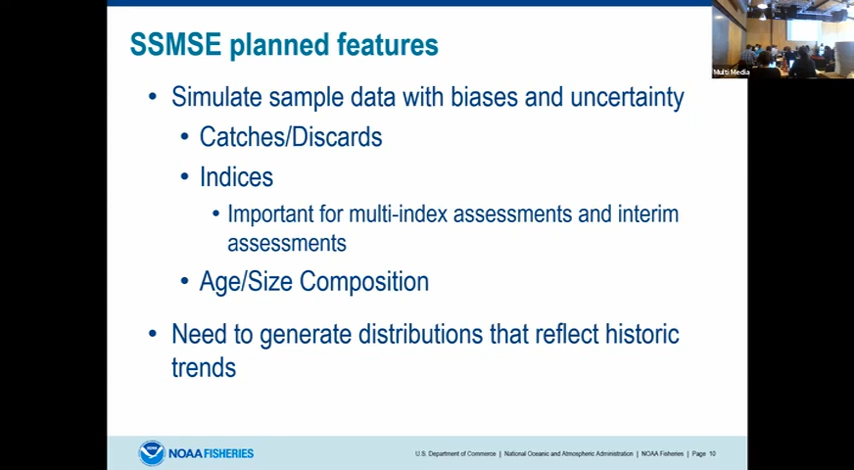 SSMSE planned features
• Simulate sample data with biases and uncertainty
• Catches/Discards
• Indices
• Important for multi-index assessments and interim
assessments
• Age/Size Composition
• Need to generate distributions that reflect historic
trends
NOAA FISHERIES
U.S. Department of Commerce | National Oceanic and Atmospheric Administration | NOAA Fisheries | Page 10
Multi Media